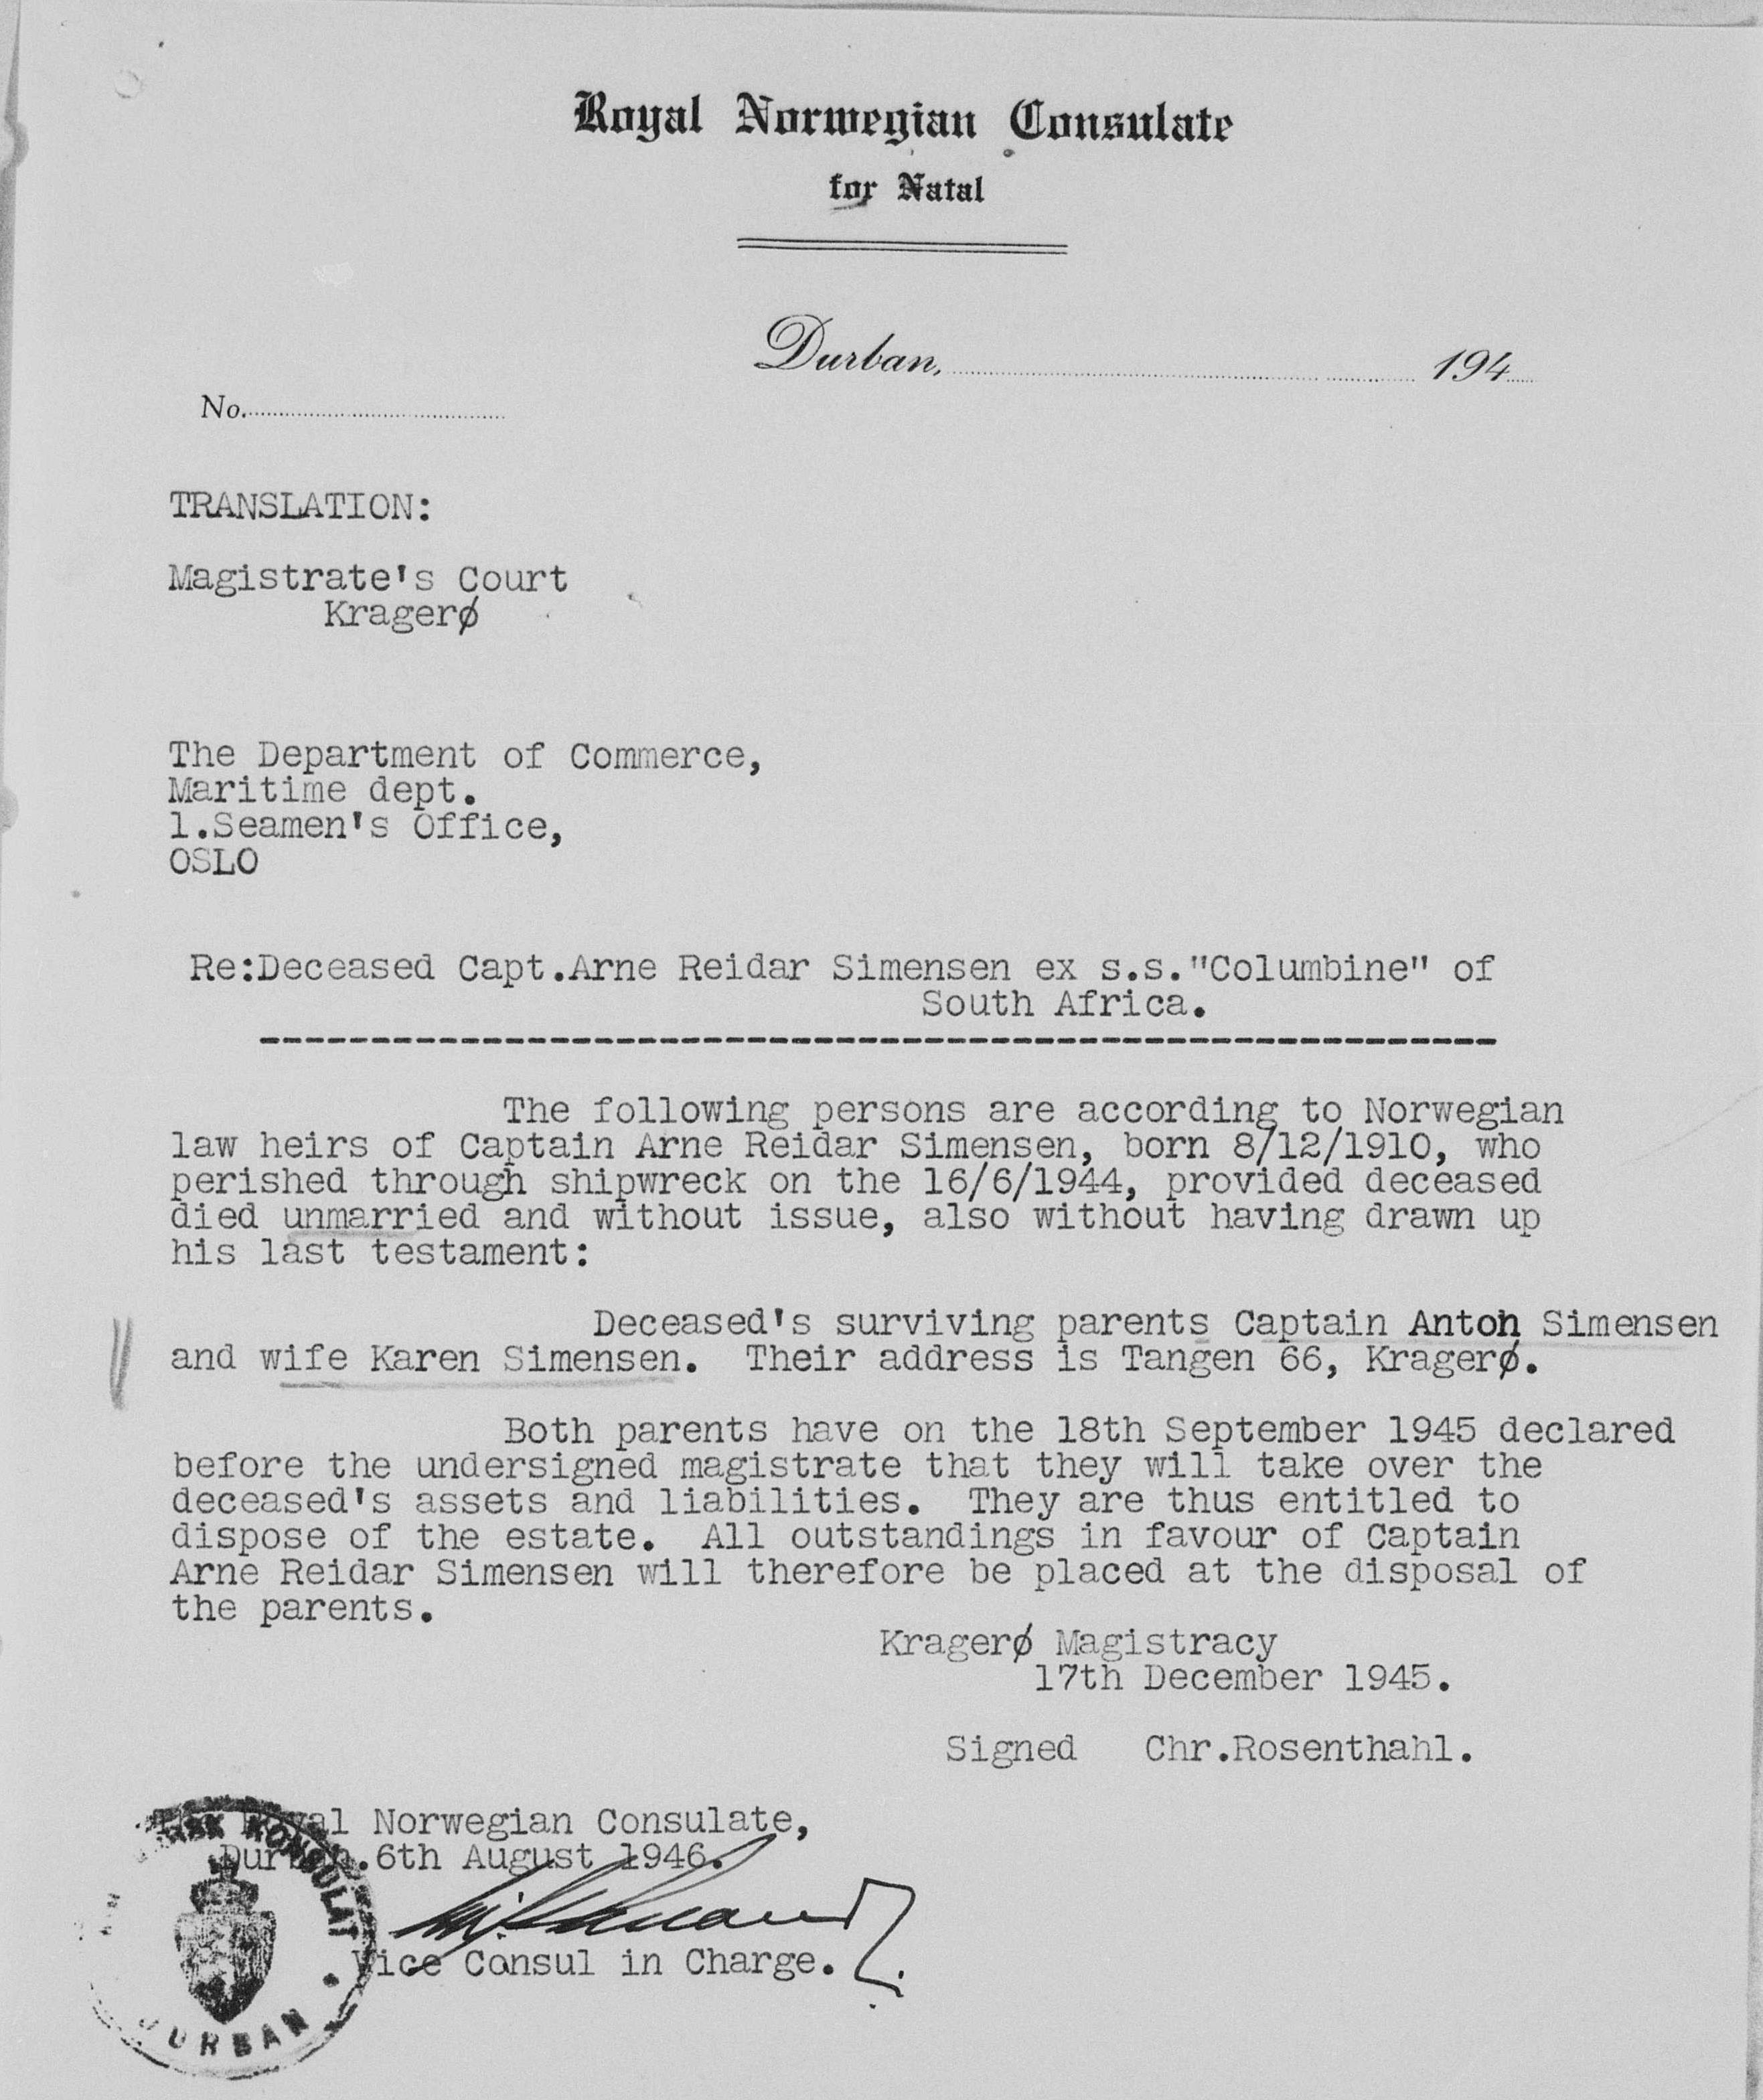 Royal Norwegian Consulate
for Natal
Durban, 194
No.
TRANSLATION:
Magistrate's Court
Kragerø
The Department of Commerce,
Maritime dept.
1.Seamen's Office,
OSLO
Re:Deceased Capt.Arne Reidar Simensen ex s.s."Columbine" of
South Africa.
The following persons are according to Norwegian
law heirs of Captain Arne Reidar Simensen, born 8/12/1910, who
perished through shipwreck on the 16/6/1944, provided deceased
died unmarried and without issue, also without having drawn up
his last testament:
Deceased's surviving parents Captain Anton Simensen
and wife Karen Simensen. Their address is Tangen 66, Kragerø.
Both parents have on the 18th September 1945 declared
before the undersigned magistrate that they will take over the
deceased's assets and liabilities. They are thus entitled to
dispose of the estate. All outstandings in favour of Captain
Arne Reidar Simensen will therefore be placed at the disposal of
the parents.
Kragerø Magistracy
17th December 1945.
Signed Chr.Rosenthahl.
Royal Norwegian Consulate,
Durban.6th August 1946.
Vice Consul in Charge.
KONSULAT
DURBAN